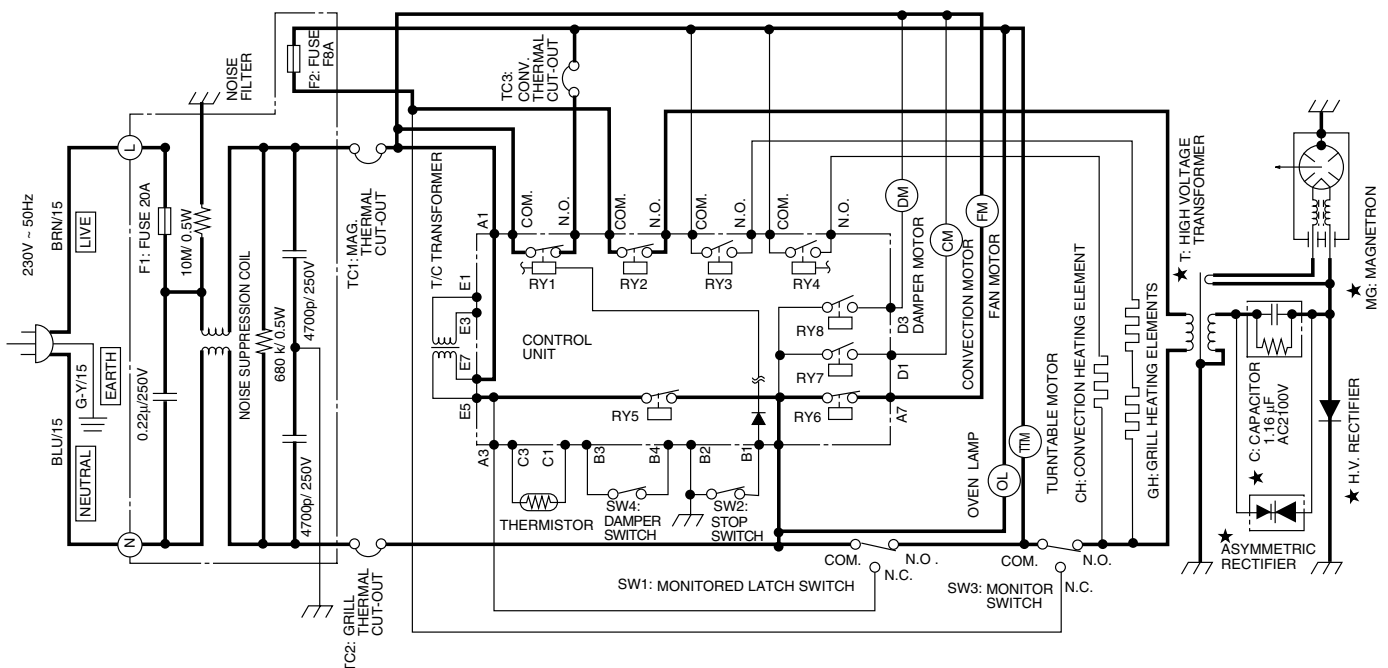 230V ~ 50Hz
BRN/15
LIVE
G-Y/15
EARTH
BLU/15
NEUTRAL
L
N
F1: FUSE 20A
10M/ 0.5W
0.22µ/250V
NOISE
FILTER
NOISE SUPPRESSION COIL
680 k/ 0.5W
4700p/ 250V
4700p/ 250V
F2: FUSE
F8A
TC1: MAG.
THERMAL
CUT-OUT
TC2: GRILL
THERMAL
CUT-OUT
TC3:
CONV.
THERMAL
CUT-OUT
T/C TRANSFORMER
E1
E3
E7
E5
A1
COM.
N.O.
COM.
N.O.
COM.
N.O.
COM.
N.O.
RY1
RY2
RY3
RY4
CONTROL
UNIT
RY8
RY7
RY5
RY6
D3
D1
A7
A3
C3
C1
B3
B4
B2
B1
THERMISTOR
SW4:
DAMPER
SWITCH
SW2:
STOP
SWITCH
DM
DAMPER MOTOR
CM
CONVECTION MOTOR
FM
FAN MOTOR
OL
OVEN LAMP
TTM
TURNTABLE MOTOR
CH: CONVECTION HEATING ELEMENT
GH: GRILL HEATING ELEMENTS
COM.
N.O.
N.C.
SW1: MONITORED LATCH SWITCH
COM.
N.O.
N.C.
SW3: MONITOR
SWITCH
★ T: HIGH VOLTAGE
TRANSFORMER
★ C: CAPACITOR
1.16 µF
AC2100V
★ ASYMMETRIC
RECTIFIER
★ H.V. RECTIFIER
★ MG: MAGNETRON